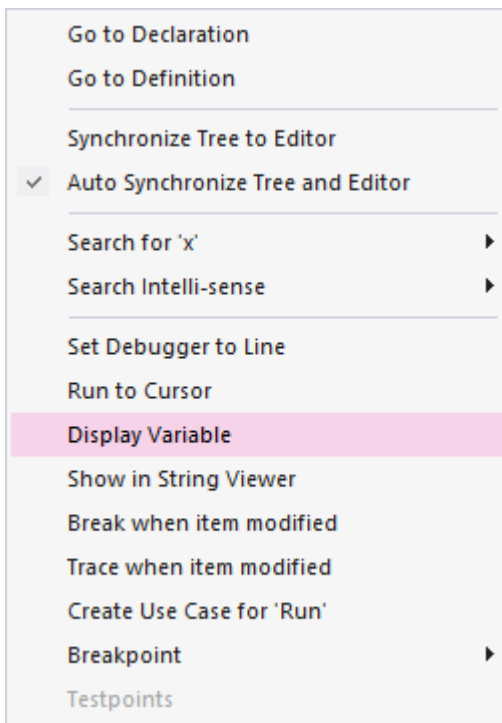 Go to Declaration
Go to Definition
Synchronize Tree to Editor
Auto Synchronize Tree and Editor
Search for 'x'
Search Intelli-sense
Set Debugger to Line
Run to Cursor
Display Variable
Show in String Viewer
Break when item modified
Trace when item modified
Create Use Case for 'Run'
Breakpoint
Testpoints